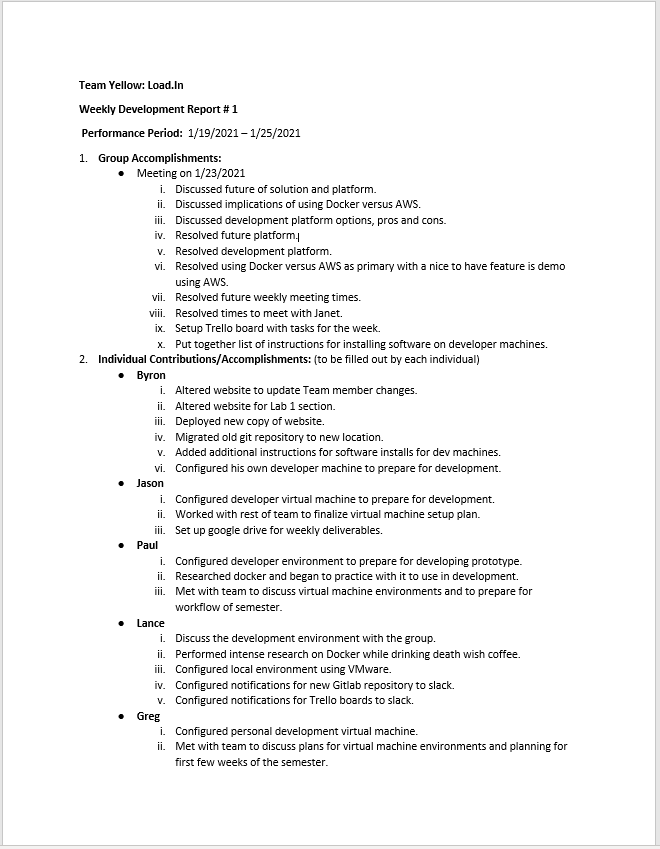 Team Yellow: Load.In
Weekly Development Report # 1
Performance Period: 1/19/2021 – 1/25/2021
1. Group Accomplishments:
● Meeting on 1/23/2021
i. Discussed future of solution and platform.
ii. Discussed implications of using Docker versus AWS.
iii. Discussed development platform options, pros and cons.
iv. Resolved future platform.
v. Resolved development platform.
vi. Resolved using Docker versus AWS as primary with a nice to have feature is demo
using AWS.
vii. Resolved future weekly meeting times.
viii. Resolved times to meet with Janet.
ix. Setup Trello board with tasks for the week.
x. Put together list of instructions for installing software on developer machines.
2. Individual Contributions/Accomplishments: (to be filled out by each individual)
● Byron
i. Altered website to update Team member changes.
ii. Altered website for Lab 1 section.
iii. Deployed new copy of website.
iv. Migrated old git repository to new location.
v. Added additional instructions for software installs for dev machines.
vi. Configured his own developer machine to prepare for development.
● Jason
i. Configured developer virtual machine to prepare for development.
ii. Worked with rest of team to finalize virtual machine setup plan.
iii. Set up google drive for weekly deliverables.
● Paul
i. Configured developer environment to prepare for developing prototype.
ii. Researched docker and began to practice with it to use in development.
iii. Met with team to discuss virtual machine environments and to prepare for
workflow of semester.
● Lance
i. Discuss the development environment with the group.
ii. Performed intense research on Docker while drinking death wish coffee.
iii. Configured local environment using VMware.
iv. Configured notifications for new Gitlab repository to slack.
v. Configured notifications for Trello boards to slack.
● Greg
i. Configured personal development virtual machine.
ii. Met with team to discuss plans for virtual machine environments and planning for
first few weeks of the semester.